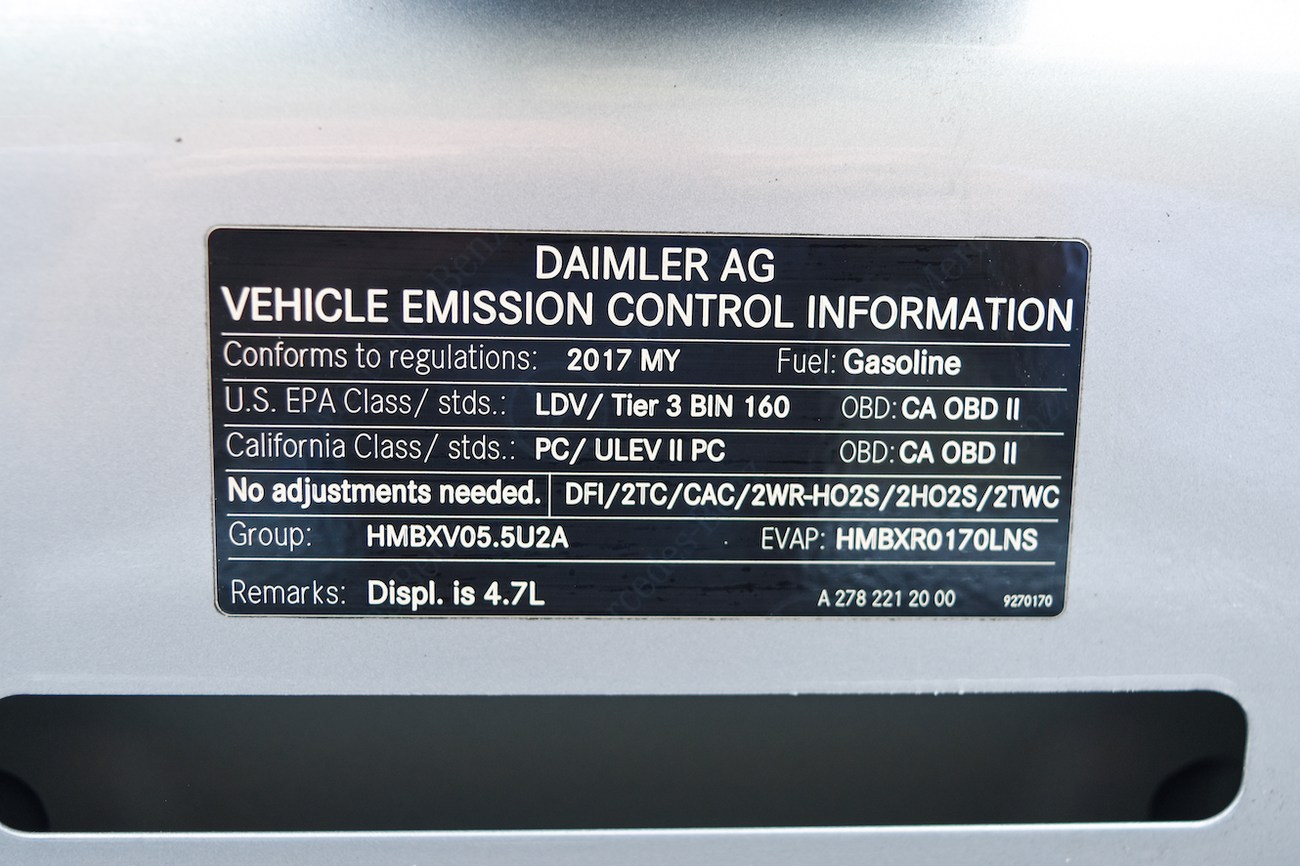 DAIMLER AG
VEHICLE EMISSION CONTROL INFORMATION
Conforms to regulations: 2017 MY Fuel: Gasoline
U.S. EPA Class/ stds.: LDV/ Tier 3 BIN 160 OBD: CA OBD II
California Class/ stds.: PC/ ULEV II PC OBD: CA OBD II
No adjustments needed. DFI/2TC/CAC/2WR-HO2S/2HO2S/2TWC
Group: HMBXV05.5U2A EVAP: HMBXR0170LNS
Remarks: Displ. is 4.7L A 278 221 20 00 9270170